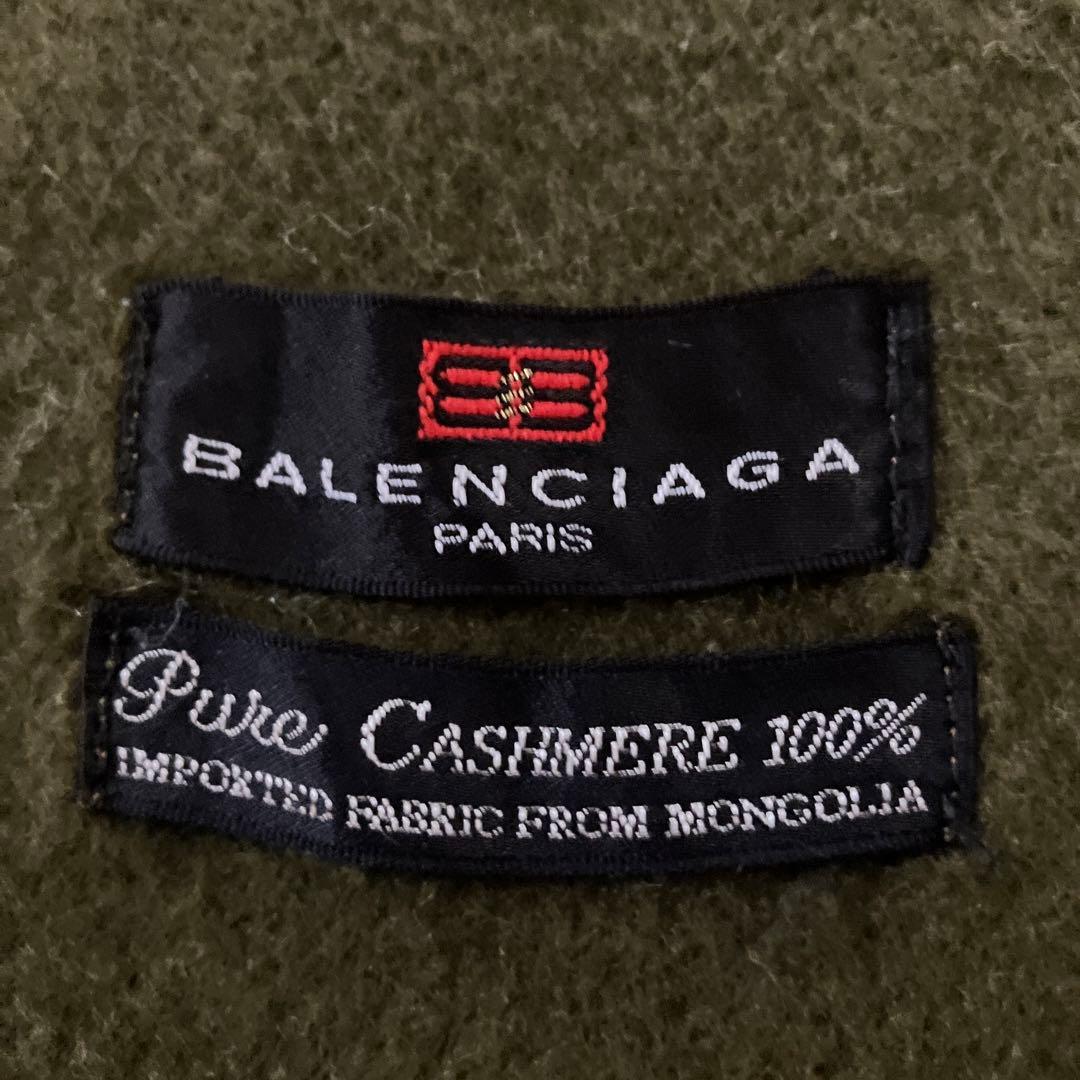 BALENCIAGA
PARIS
Pure CASHMERE 100%
IMPORTED FABRIC FROM MONGOLIA